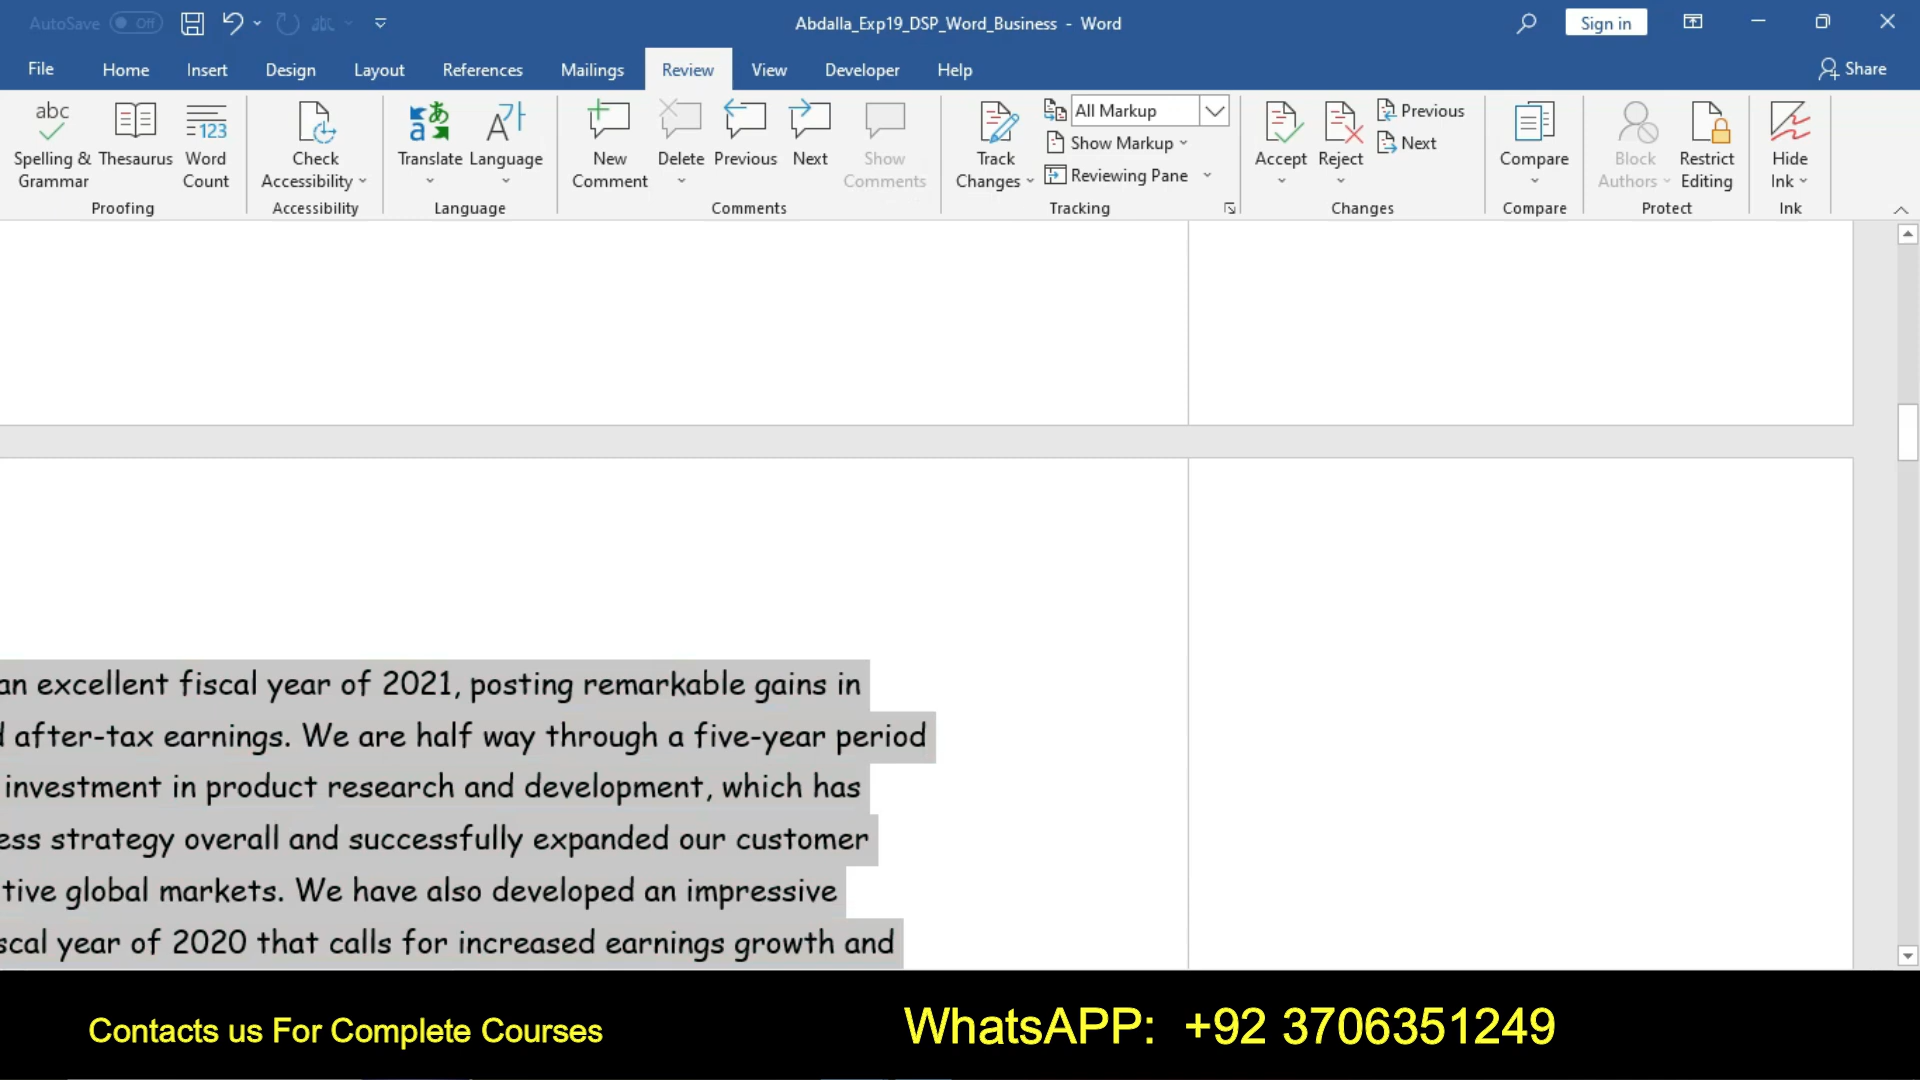 AutoSave Off
Abdalla_Exp19_DSP_Word_Business - Word
Sign in
File Home Insert Design Layout References Mailings Review View Developer Help
Share
abc
Spelling & Grammar
Thesaurus
123
Word Count
Proofing
Check Accessibility
Accessibility
Translate
Language
Language
New Comment
Delete
Previous
Next
Show Comments
Comments
Track Changes
All Markup
Show Markup
Reviewing Pane
Tracking
Accept
Reject
Previous
Next
Changes
Compare
Compare
Block Authors
Restrict Editing
Protect
Hide Ink
Ink
an excellent fiscal year of 2021, posting remarkable gains in
after-tax earnings. We are half way through a five-year period
investment in product research and development, which has
ess strategy overall and successfully expanded our customer
tive global markets. We have also developed an impressive
scal year of 2020 that calls for increased earnings growth and
Contacts us For Complete Courses
WhatsAPP: +92 3706351249